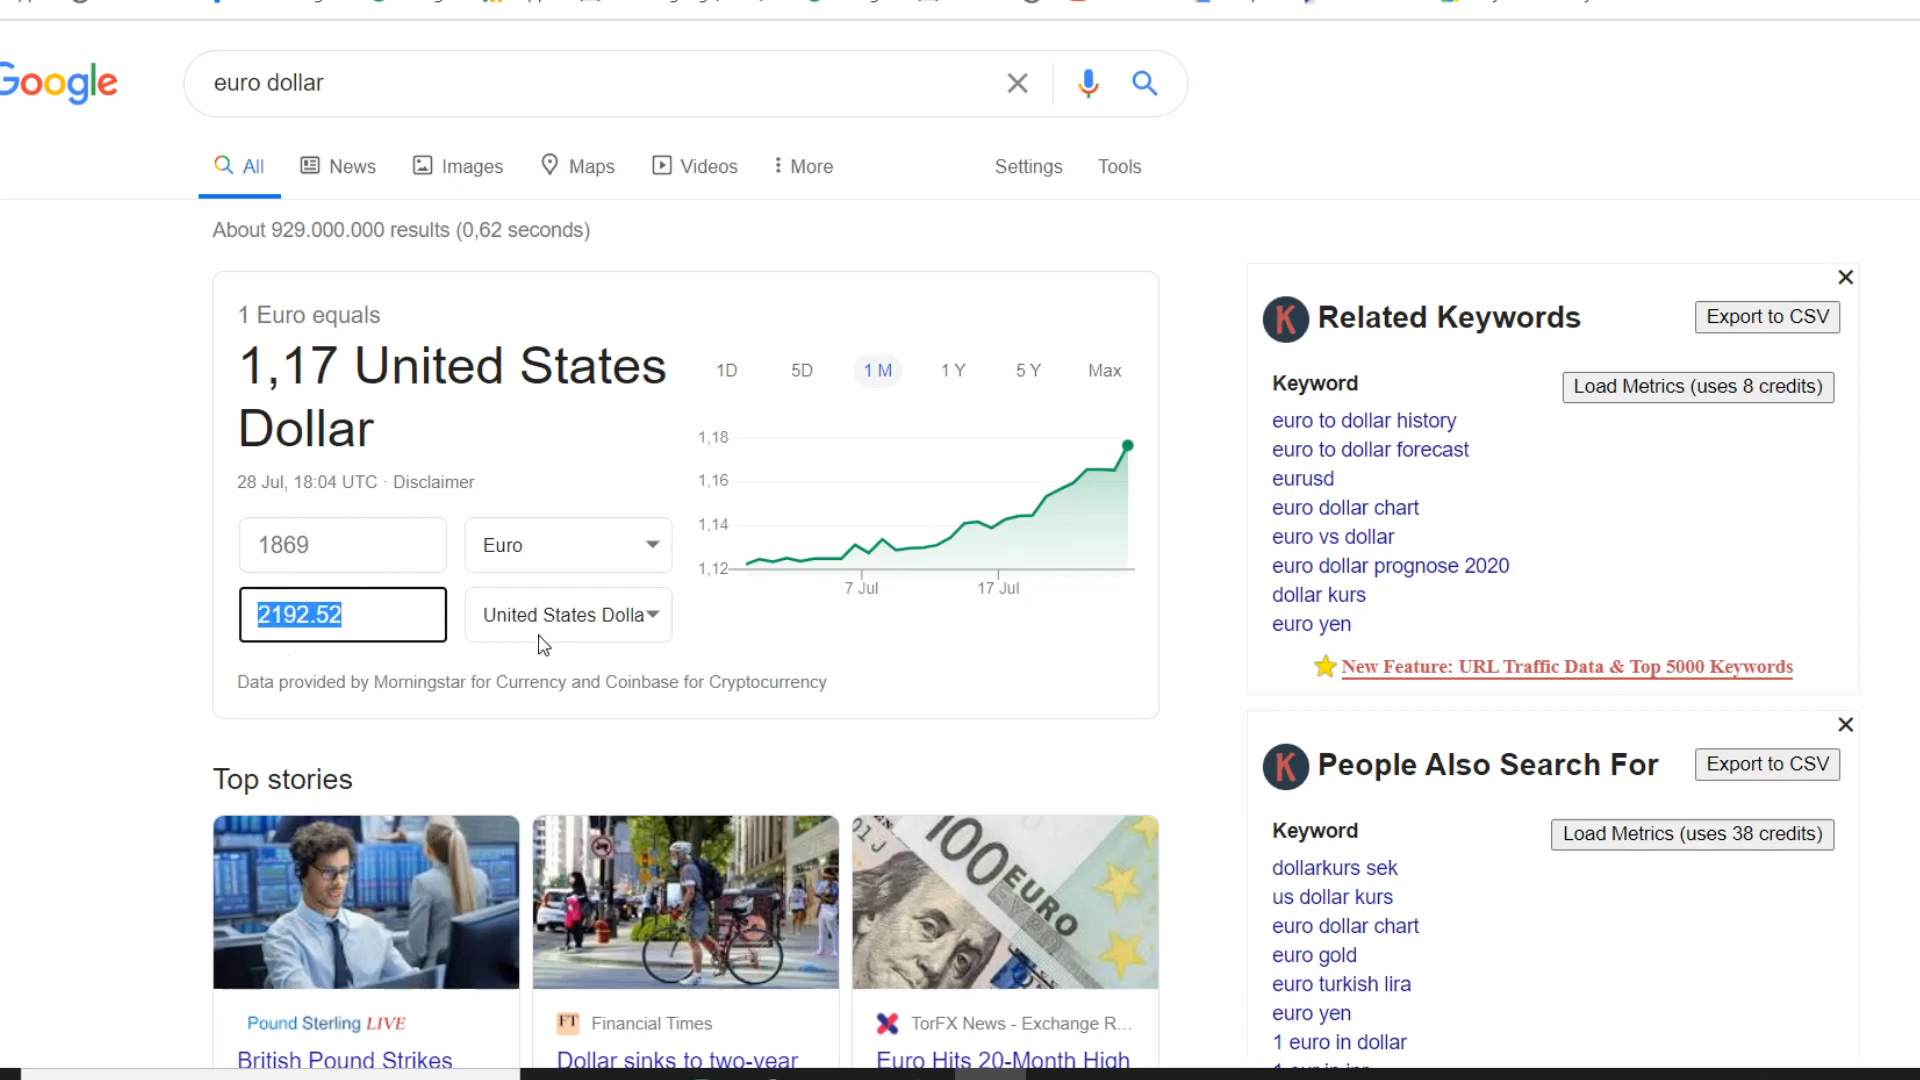 Google
euro dollar
All
News
Images
Maps
Videos
More
Settings
Tools
About 929.000.000 results (0,62 seconds)
1 Euro equals
1,17 United States
Dollar
28 Jul, 18:04 UTC · Disclaimer
1869
Euro
2192.52
United States Dolla
1D
5D
1 M
1 Y
5 Y
Max
1,18
1,16
1,14
1,12
7 Jul
17 Jul
Data provided by Morningstar for Currency and Coinbase for Cryptocurrency
Top stories
100 EURO
Pound Sterling LIVE
British Pound Strikes
FT
Financial Times
Dollar sinks to two-year
TorFX News - Exchange R...
Euro Hits 20-Month High
K
Related Keywords
Export to CSV
Keyword
Load Metrics (uses 8 credits)
euro to dollar history
euro to dollar forecast
eurusd
euro dollar chart
euro vs dollar
euro dollar prognose 2020
dollar kurs
euro yen
New Feature: URL Traffic Data & Top 5000 Keywords
K
People Also Search For
Export to CSV
Keyword
Load Metrics (uses 38 credits)
dollarkurs sek
us dollar kurs
euro dollar chart
euro gold
euro turkish lira
euro yen
1 euro in dollar